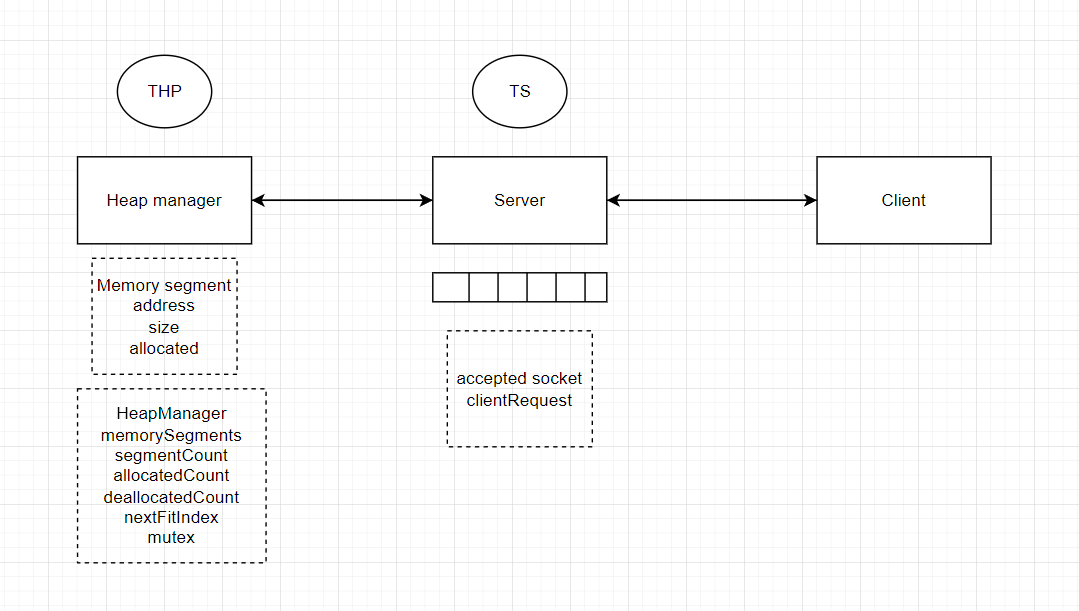 THP
TS
Heap manager
Server
Client
Memory segment
address
size
allocated
accepted socket
clientRequest
HeapManager
memorySegments
segmentCount
allocatedCount
deallocatedCount
nextFitIndex
mutex